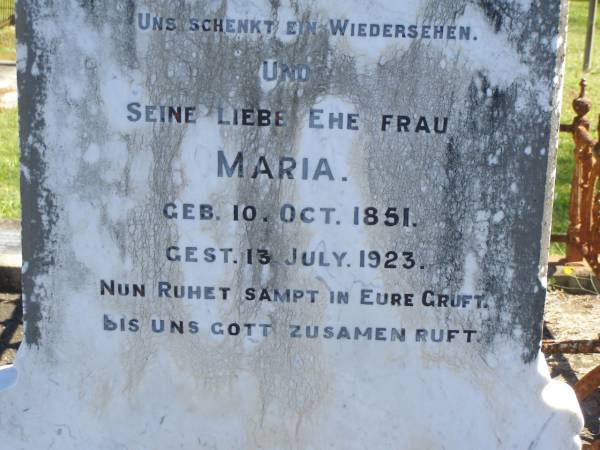 Uns schenkt ein Wiedersehen.
Und
Seine Liebe Ehe frau
Maria.
Geb. 10. Oct. 1851.
Gest. 13 July. 1923.
Nun Ruhet sampt in Eure Gruft.
bis uns Gott zusamen ruft.